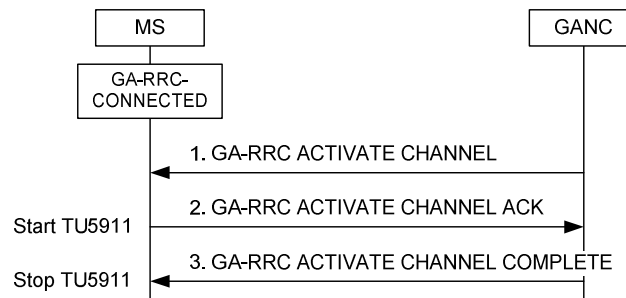 MS
GANC
GA-RRC-
CONNECTED
1. GA-RRC ACTIVATE CHANNEL
2. GA-RRC ACTIVATE CHANNEL ACK
Start TU5911
3. GA-RRC ACTIVATE CHANNEL COMPLETE
Stop TU5911